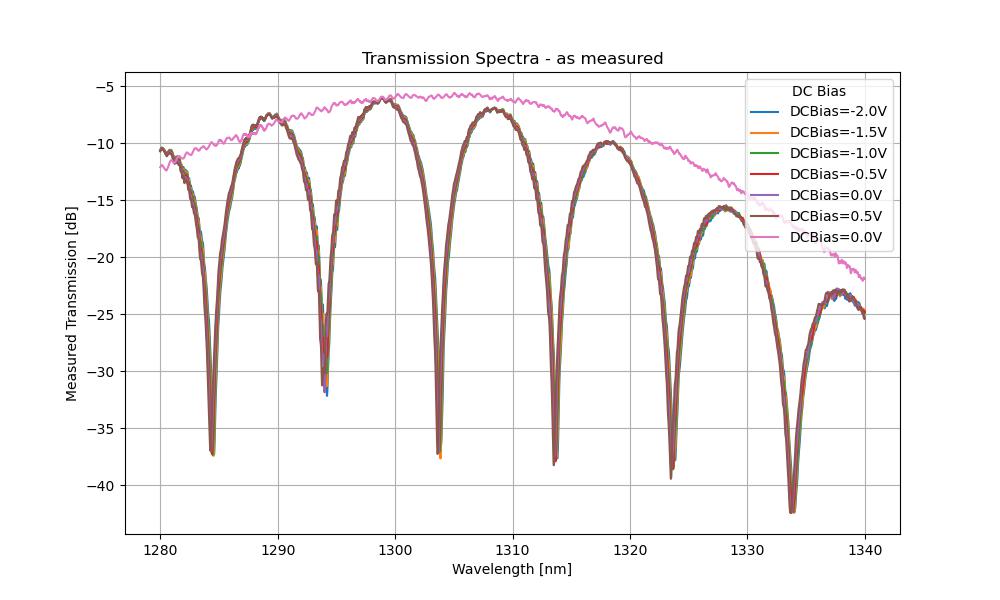 Transmission Spectra - as measured
DC Bias
DCBias=-2.0V
DCBias=-1.5V
DCBias=-1.0V
DCBias=-0.5V
DCBias=0.0V
DCBias=0.5V
DCBias=0.0V
Measured Transmission [dB]
−5
−10
−15
−20
−25
−30
−35
−40
1280 1290 1300 1310 1320 1330 1340
Wavelength [nm]